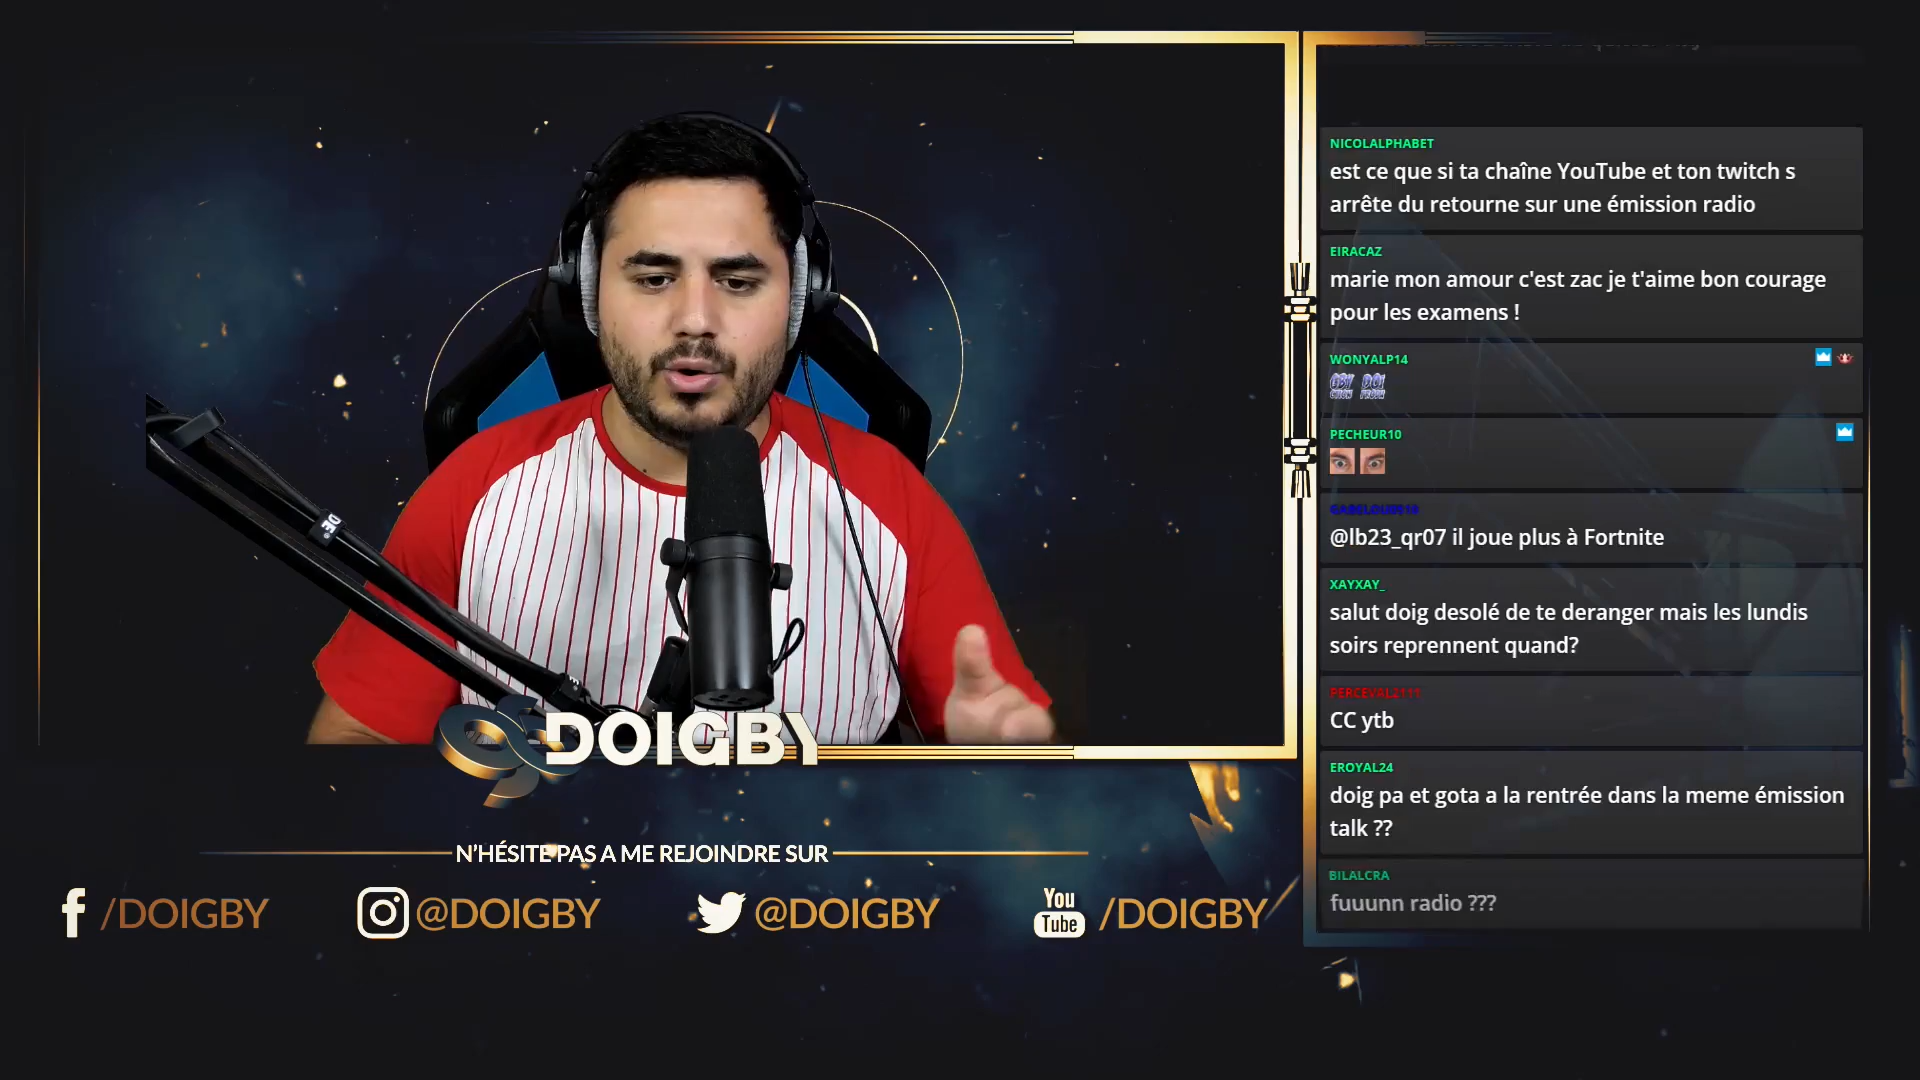 NICOLALPHABET
est ce que si ta chaîne YouTube et ton twitch s
arrête du retourne sur une émission radio
EIRACAZ
marie mon amour c'est zac je t'aime bon courage
pour les examens !
WONYALP14
GBY DOI
PECHEUR10
@lb23_qr07 il joue plus à Fortnite
XAYXAY_
salut doig desolé de te deranger mais les lundis
soirs reprennent quand?
PERCEVAL2111
CC ytb
EROYAL24
doig pa et gota a la rentrée dans la meme émission
talk ??
BILALCRA
fuuunn radio ???
DOIGBY
N'HÉSITE PAS A ME REJOINDRE SUR
/DOIGBY
@DOIGBY
@DOIGBY
You
Tube
/DOIGBY